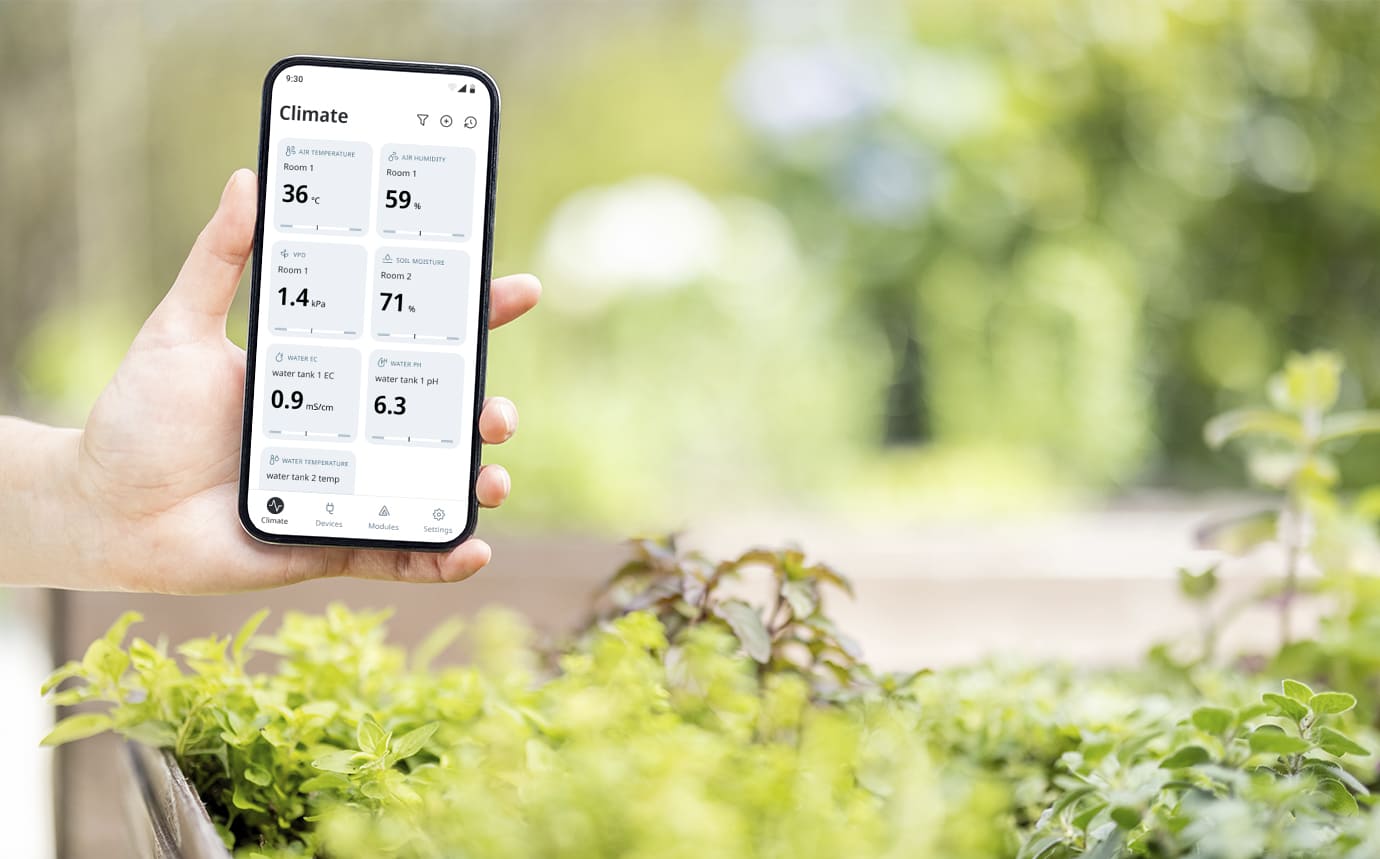 9:30
Climate
AIR TEMPERATURE
Room 1
36 °C
AIR HUMIDITY
Room 1
59 %
VPD
Room 1
1.4 kPa
SOIL MOISTURE
Room 2
71 %
WATER EC
water tank 1 EC
0.9 mS/cm
WATER PH
water tank 1 pH
6.3
WATER TEMPERATURE
water tank 2 temp
Climate
Devices
Modules
Settings